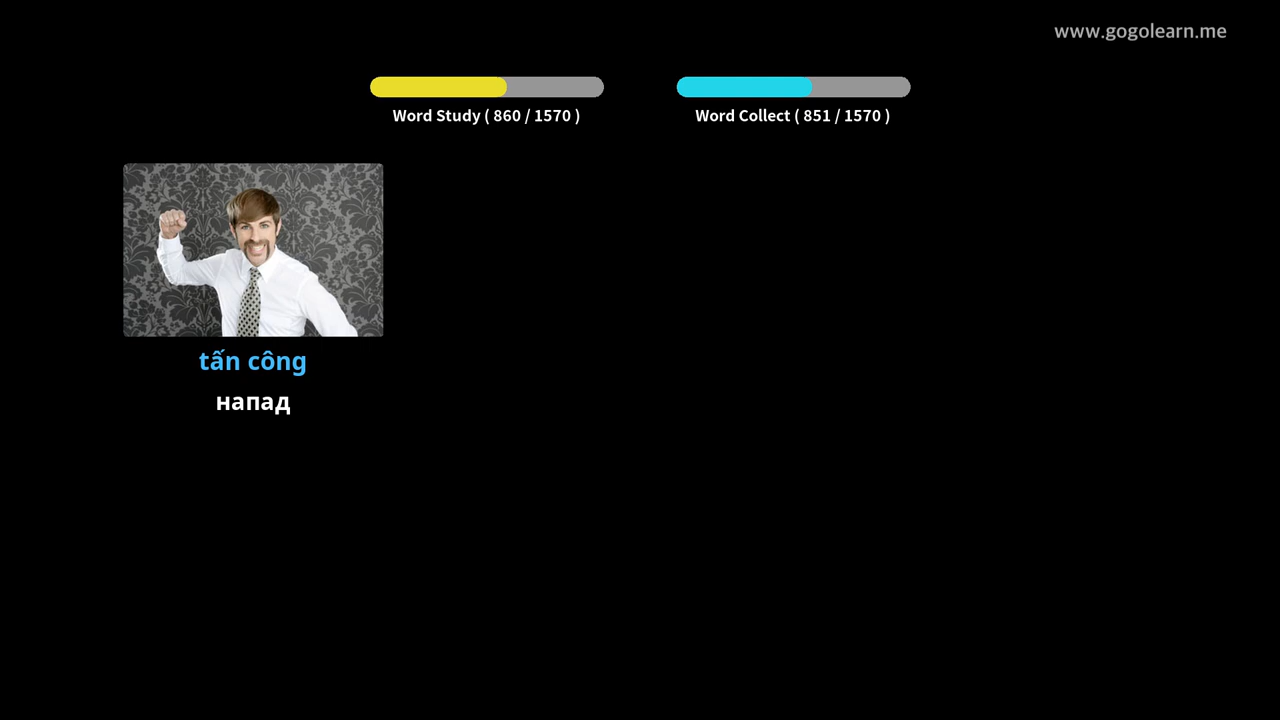 www.gogolearn.me
Word Study ( 860 / 1570 )
Word Collect ( 851 / 1570 )
tấn công
напад